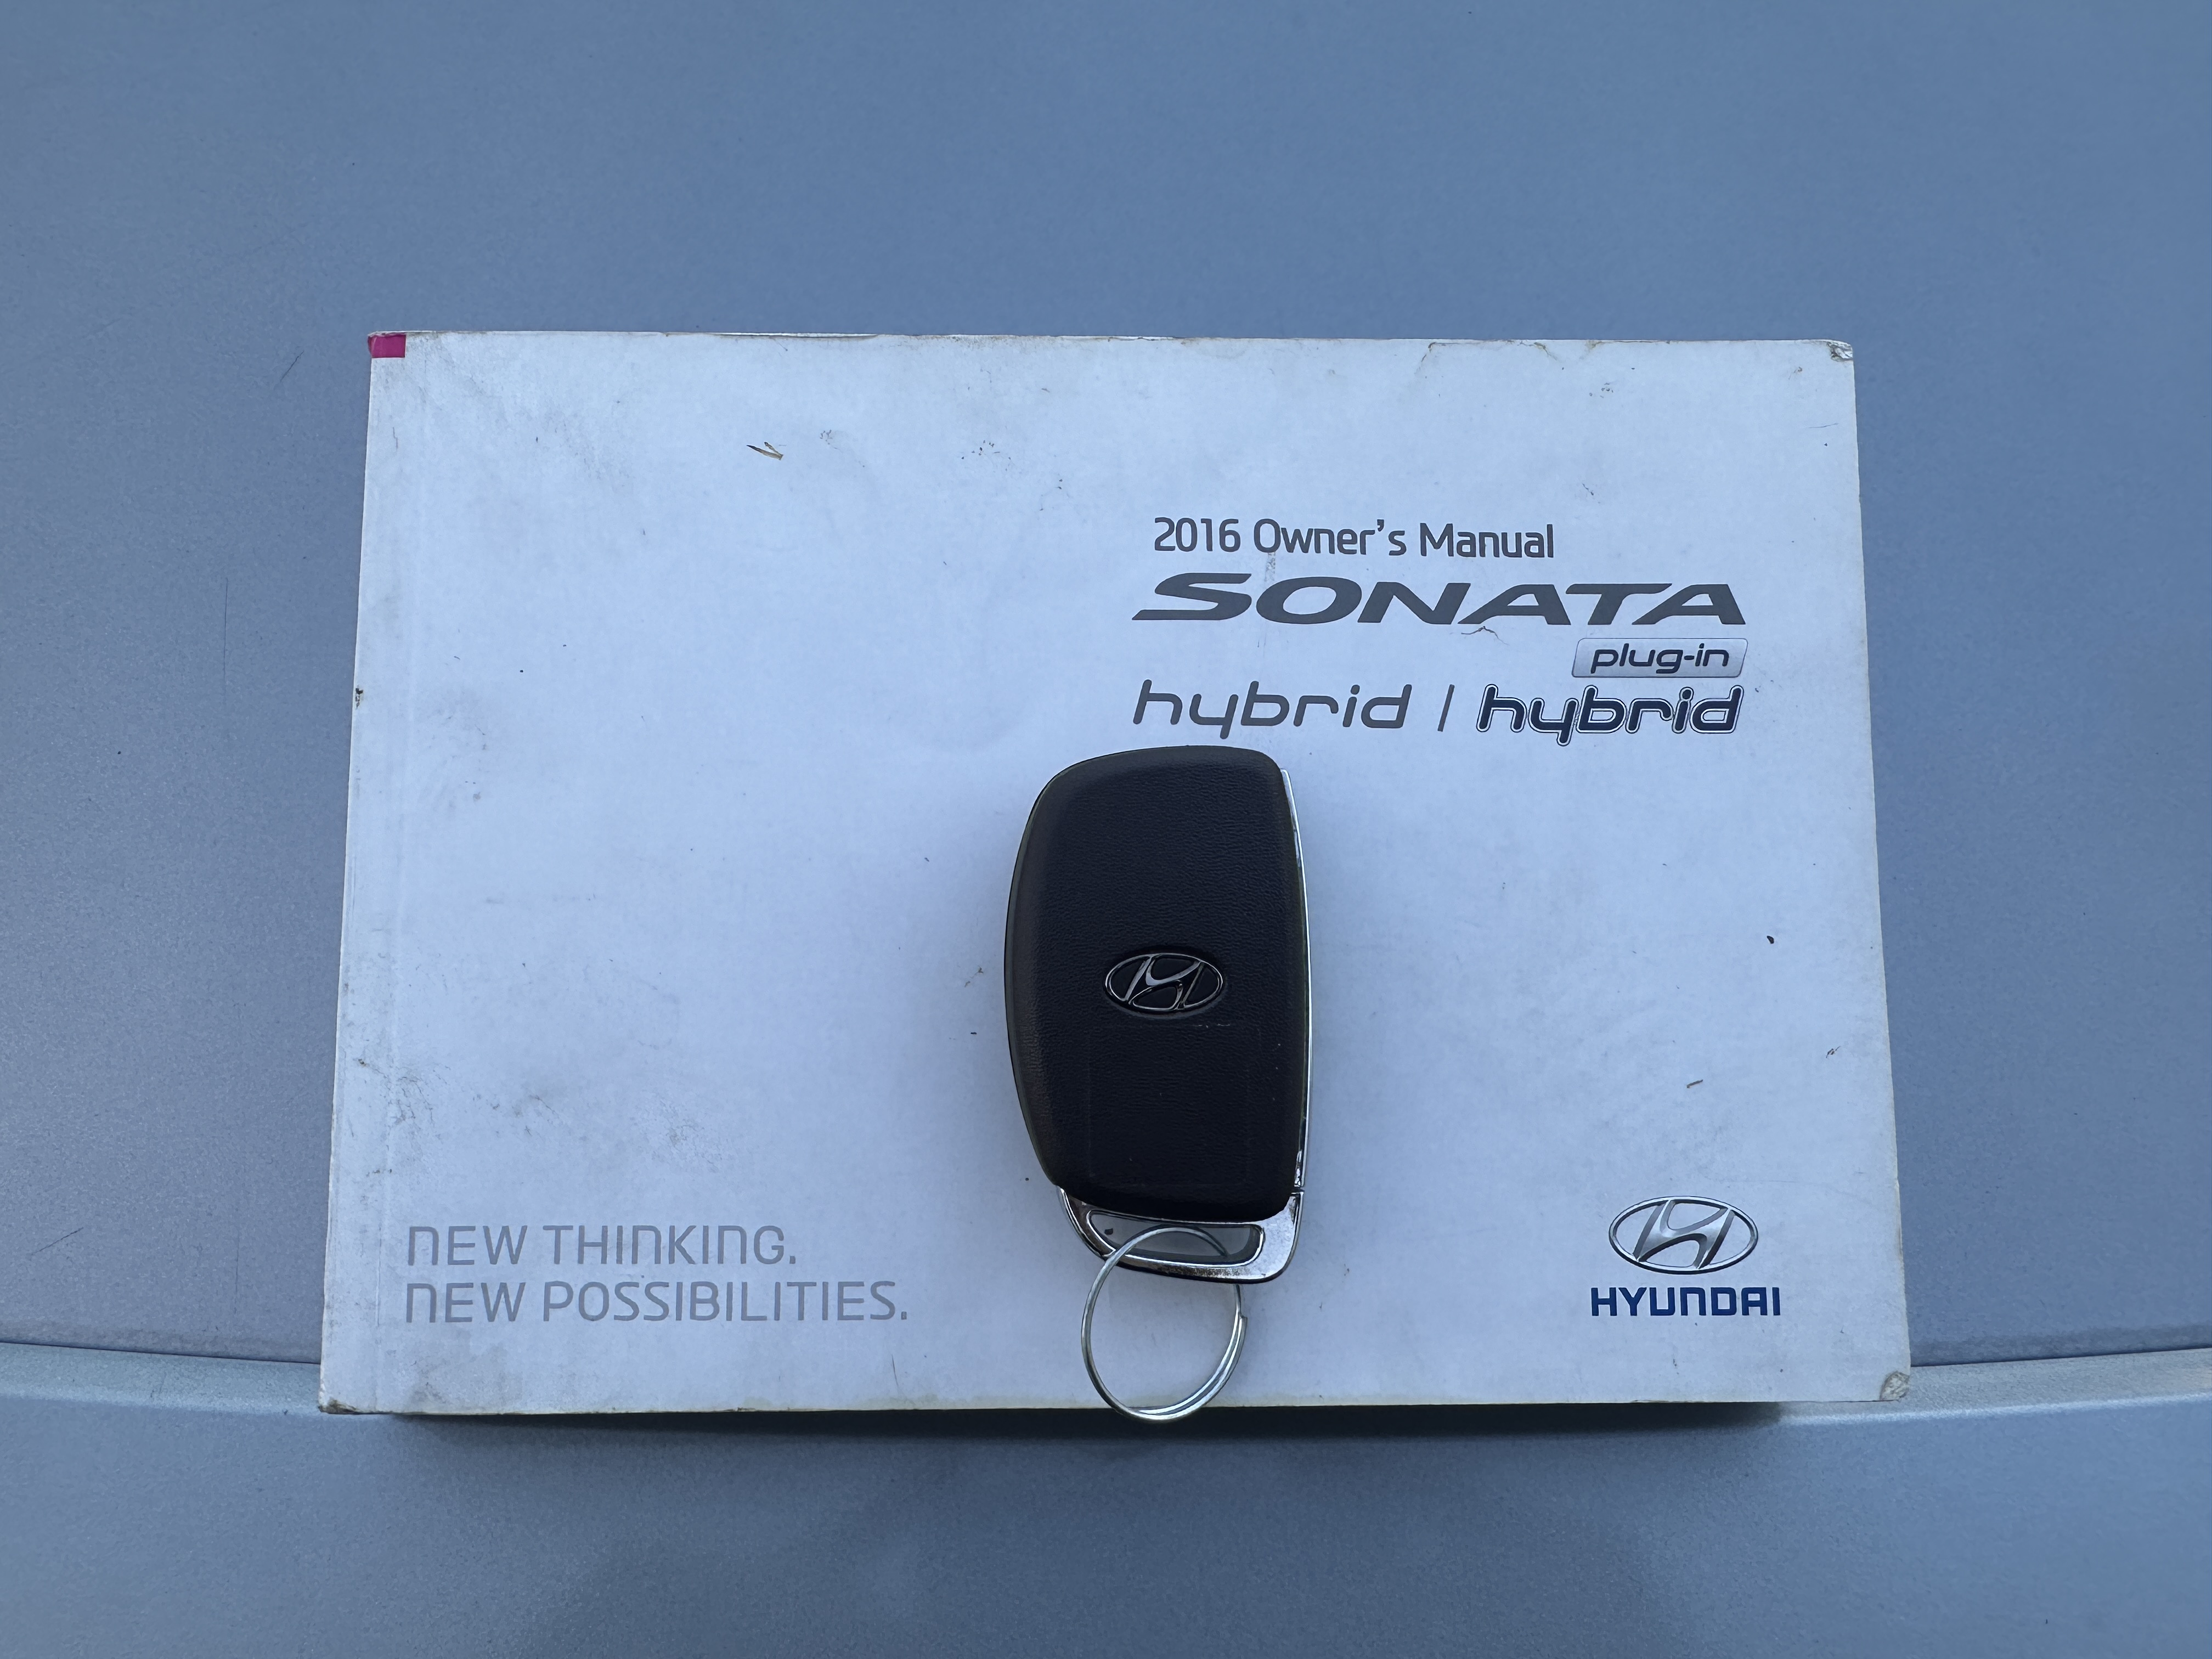 2016 Owner's Manual
SONATA
plug-in
hybrid / hybrid
NEW THINKING.
NEW POSSIBILITIES.
HYUNDAI